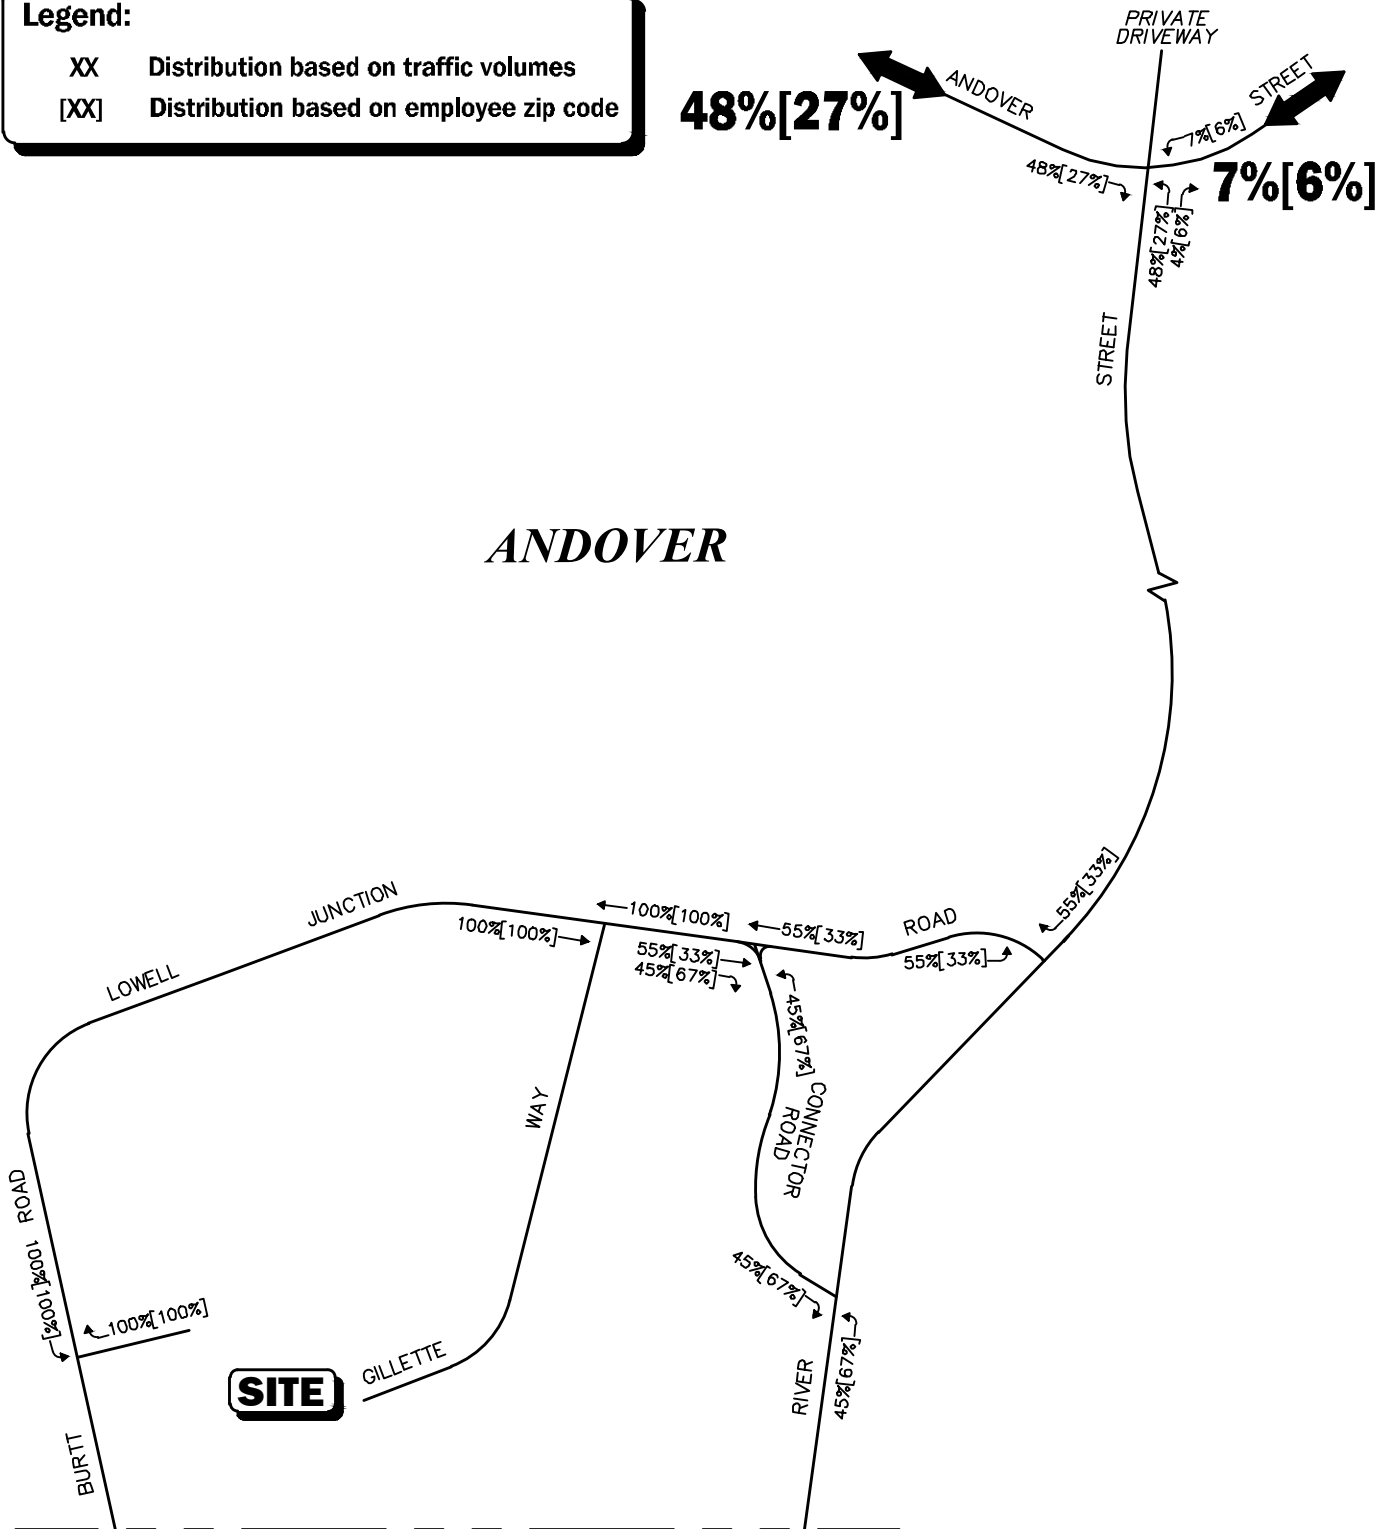 Legend:
XX Distribution based on traffic volumes
[XX] Distribution based on employee zip code
PRIVATE
DRIVEWAY
ANDOVER
STREET
48%[27%]
7%[6%]
7%[6%]
48%[27%]
48%[27%]
4%[6%]
STREET
ANDOVER
55%[33%]
JUNCTION
100%[100%]
100%[100%]
55%[33%]
ROAD
55%[33%]
45%[67%]
55%[33%]
LOWELL
45%[67%]
CONNECTOR
ROAD
WAY
ROAD
100%[100%]
100%[100%]
45%[67%]
45%[67%]
RIVER
GILLETTE
SITE
BURTT